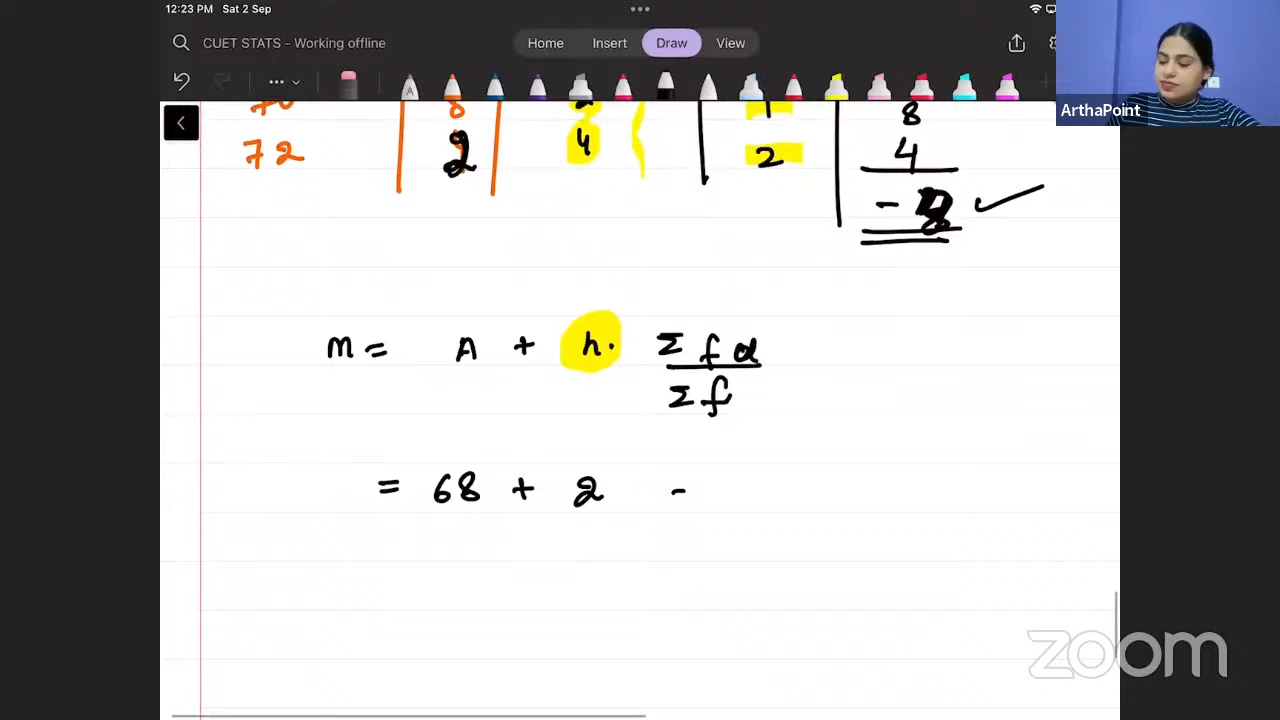 12:23 PM Sat 2 Sep
CUET STATS - Working offline
Home Insert Draw View
ArthaPoint
8
72 2 4 2 4
- 8
M = A + h. Σfd
Σf
= 68 + 2 -
zoom